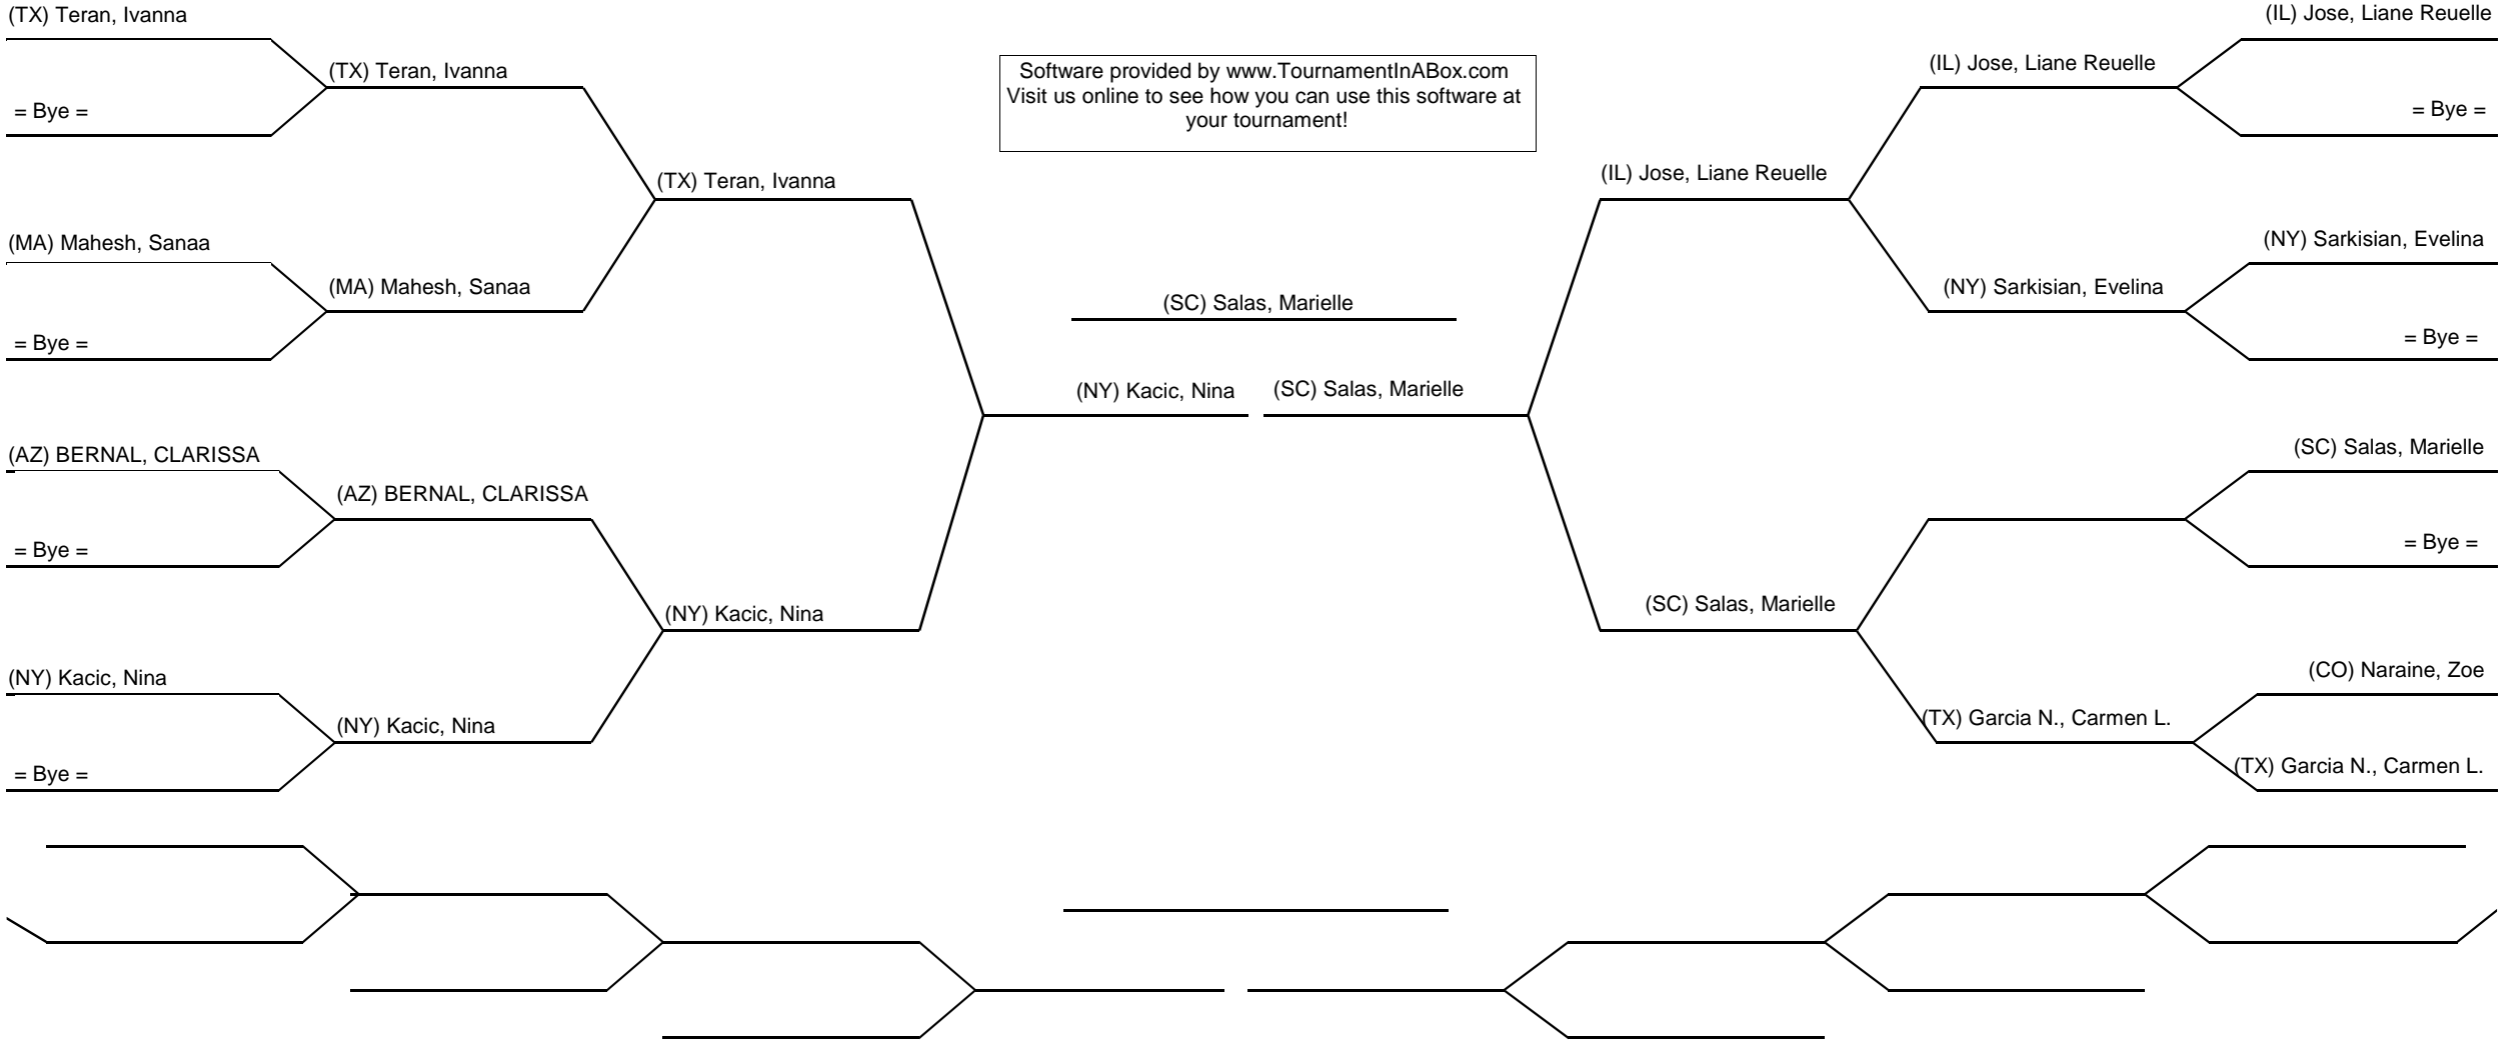 (TX) Teran, Ivanna
= Bye =
(MA) Mahesh, Sanaa
= Bye =
(AZ) BERNAL, CLARISSA
= Bye =
(NY) Kacic, Nina
= Bye =
(TX) Teran, Ivanna
(MA) Mahesh, Sanaa
(AZ) BERNAL, CLARISSA
(NY) Kacic, Nina
(TX) Teran, Ivanna
(NY) Kacic, Nina
Software provided by www.TournamentInABox.com
Visit us online to see how you can use this software at
your tournament!
(SC) Salas, Marielle
(NY) Kacic, Nina
(SC) Salas, Marielle
(IL) Jose, Liane Reuelle
(SC) Salas, Marielle
(IL) Jose, Liane Reuelle
(NY) Sarkisian, Evelina
(TX) Garcia N., Carmen L.
(IL) Jose, Liane Reuelle
= Bye =
(NY) Sarkisian, Evelina
= Bye =
(SC) Salas, Marielle
= Bye =
(CO) Naraine, Zoe
(TX) Garcia N., Carmen L.